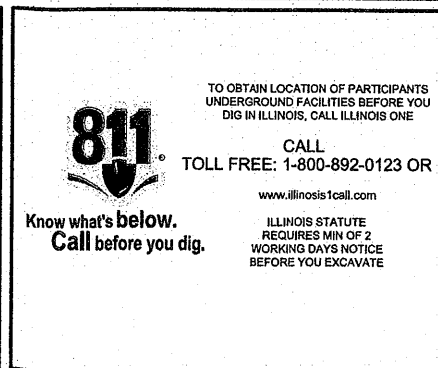 811®
Know what's below.
Call before you dig.
TO OBTAIN LOCATION OF PARTICIPANTS
UNDERGROUND FACILITIES BEFORE YOU
DIG IN ILLINOIS, CALL ILLINOIS ONE
CALL
TOLL FREE: 1-800-892-0123 OR
www.illinosis1call.com
ILLINOIS STATUTE
REQUIRES MIN OF 2
WORKING DAYS NOTICE
BEFORE YOU EXCAVATE